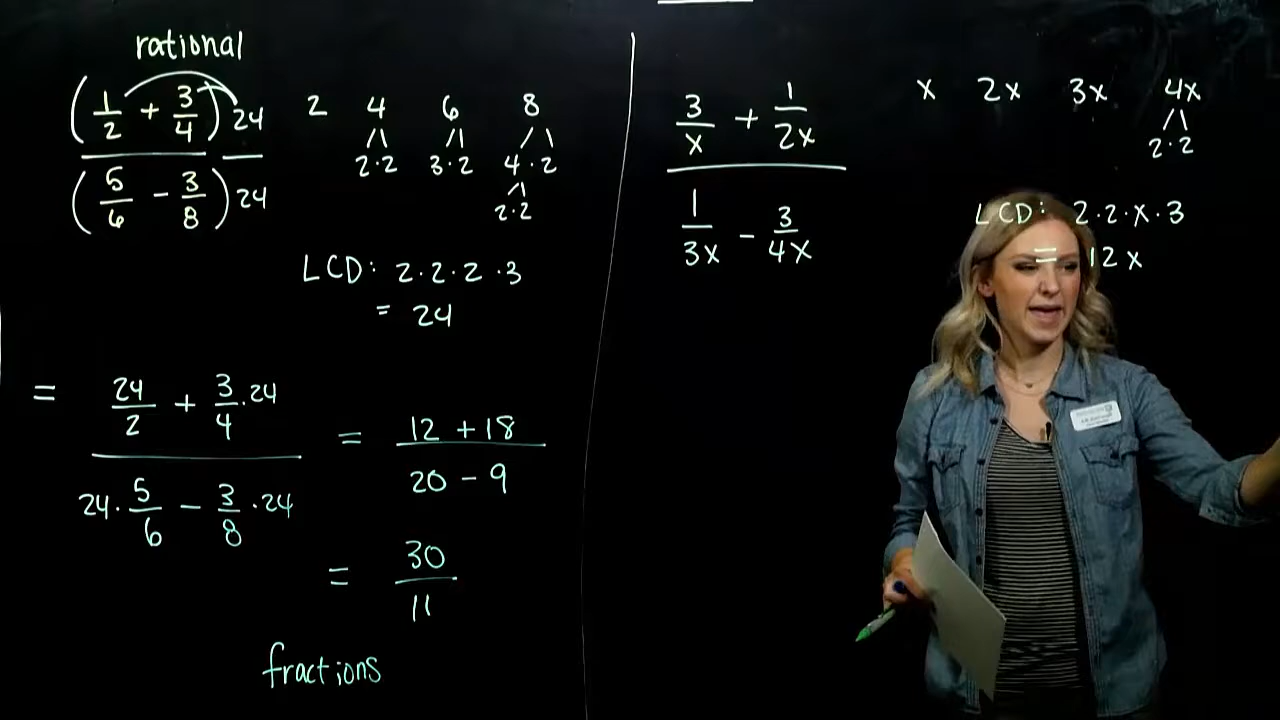 rational
(1/2 + 3/4) 24
(5/6 - 3/8) 24
2 4 6 8
2·2 3·2 4·2
2·2
LCD: 2·2·2·3
= 24
= 24/2 + 3/4·24
24·5/6 - 3/8·24
= 12 + 18
20 - 9
= 30
11
fractions
3/x + 1/2x
1/3x - 3/4x
x 2x 3x 4x
2·2
LCD: 2·2·x·3
= 12x